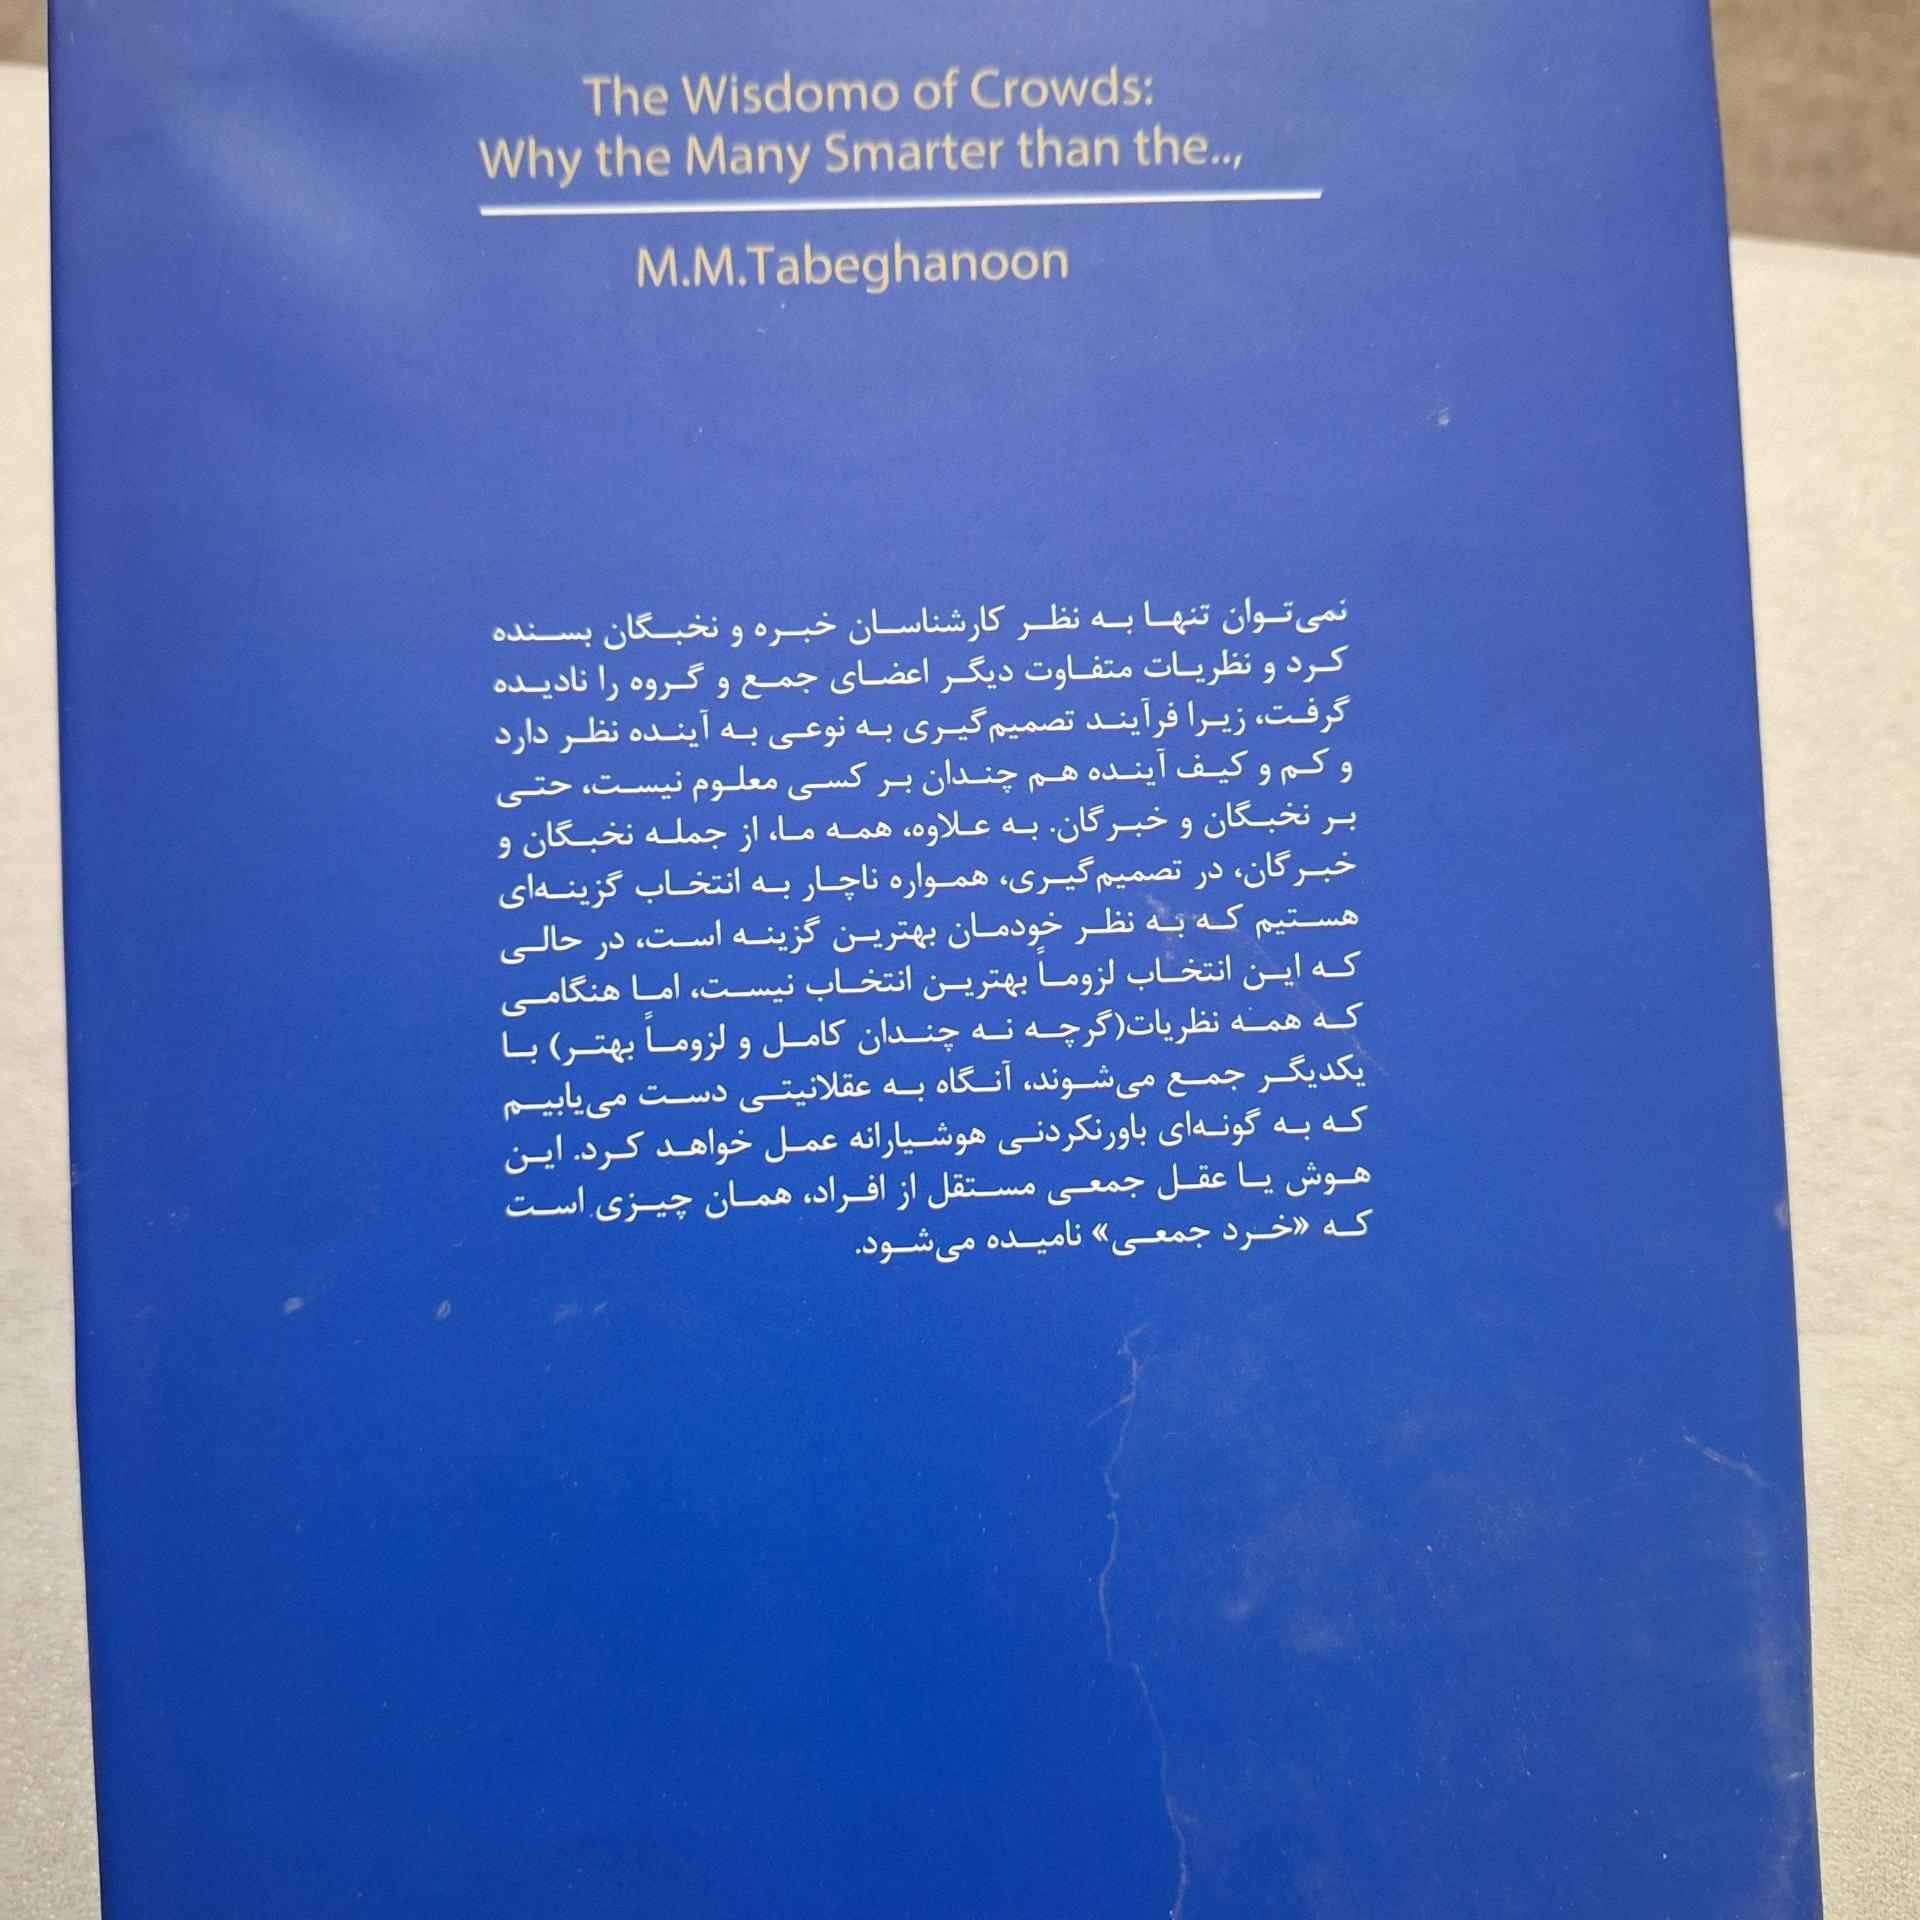 The Wisdomo of Crowds:
Why the Many Smarter than the..,
M.M.Tabeghanoon
نمی‌توان تنها به نظر کارشناسان خبره و نخبگان بسنده
کرد و نظریات متفاوت دیگر اعضای جمع و گروه را نادیده
گرفت، زیرا فرآیند تصمیم‌گیری به نوعی به آینده نظر دارد
و کم و کیف آینده هم چندان بر کسی معلوم نیست، حتی
بر نخبگان و خبرگان. به علاوه، همه ما، از جمله نخبگان و
خبرگان، در تصمیم‌گیری، همواره ناچار به انتخاب گزینه‌ای
هستیم که به نظر خودمان بهترین گزینه است، در حالی
که این انتخاب لزوماً بهترین انتخاب نیست، اما هنگامی
که همه نظریات(گرچه نه چندان کامل و لزوماً بهتر) با
یکدیگر جمع می‌شوند، آنگاه به عقلانیتی دست می‌یابیم
که به گونه‌ای باورنکردنی هوشیارانه عمل خواهد کرد. این
هوش یا عقل جمعی مستقل از افراد، همان چیزی است
که «خرد جمعی» نامیده می‌شود.